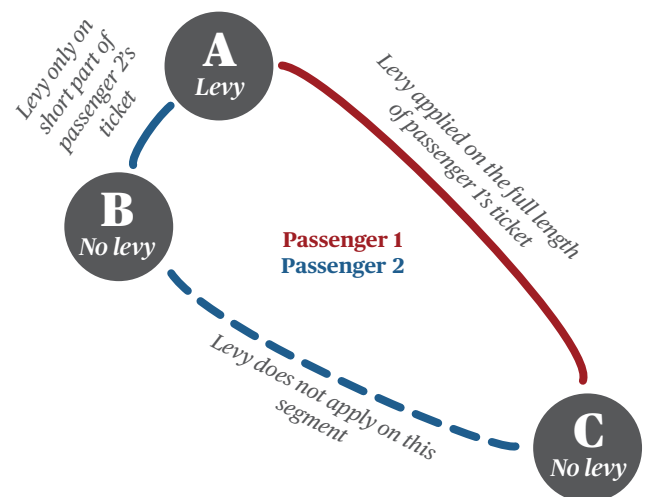 Levy only on
short part of
passenger 2's
ticket
A
Levy
Levy applied on the full length
of passenger 1's ticket
B
No levy
Passenger 1
Passenger 2
Levy does not apply on this
segment
C
No levy